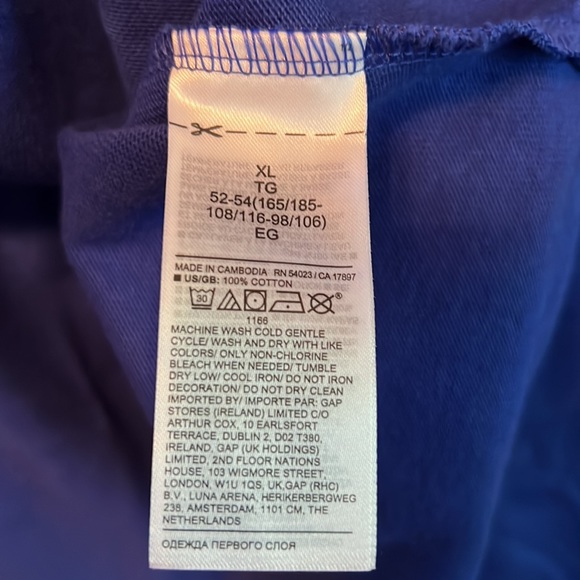 XL
TG
52-54(165/185-
108/116-98/106)
EG
MADE IN CAMBODIA RN 54023 / CA 17897
■ US/GB: 100% COTTON
30
®
1166
MACHINE WASH COLD GENTLE
CYCLE/ WASH AND DRY WITH LIKE
COLORS/ ONLY NON-CHLORINE
BLEACH WHEN NEEDED/ TUMBLE
DRY LOW/ COOL IRON/ DO NOT IRON
DECORATION/ DO NOT DRY CLEAN
IMPORTED BY/ IMPORTE PAR: GAP
STORES (IRELAND) LIMITED C/O
ARTHUR COX, 10 EARLSFORT
TERRACE, DUBLIN 2, D02 T380,
IRELAND, GAP (UK HOLDINGS)
LIMITED, 2ND FLOOR NATIONS
HOUSE, 103 WIGMORE STREET,
LONDON, W1U 1QS, UK,GAP (RHC)
B.V., LUNA ARENA, HERIKERBERGWEG
238, AMSTERDAM, 1101 CM, THE
NETHERLANDS
ОДЕЖДА ПЕРВОГО СЛОЯ